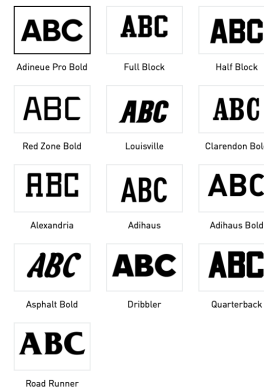 ABC ABC ABC
Adineue Pro Bold Full Block Half Block
ABC ABC ABC
Red Zone Bold Louisville Clarendon Bol
ABC ABC ABC
Alexandria Adihaus Adihaus Bold
ABC ABC ABC
Asphalt Bold Dribbler Quarterback
ABC
Road Runner